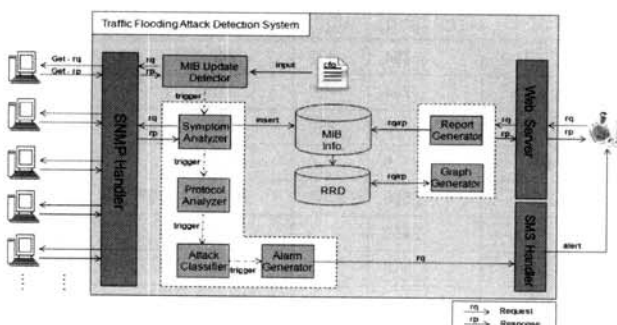 Traffic Flooding Attack Detection System
Get - rq
Get - rp
rq
rp
MIB Update
Detector
input
cfg
trigger
SNMP Handler
rq
rp
Symptom
Analyzer
insert
MIB
Info.
rq/rp
Report
Generator
rq
rp
Web Server
rq
rp
trigger
Protocol
Analyzer
RRD
rq/rp
Graph
Generator
trigger
Attack
Classifier
trigger
Alarm
Generator
rq
SMS Handler
alert
rq
Request
rp
Response